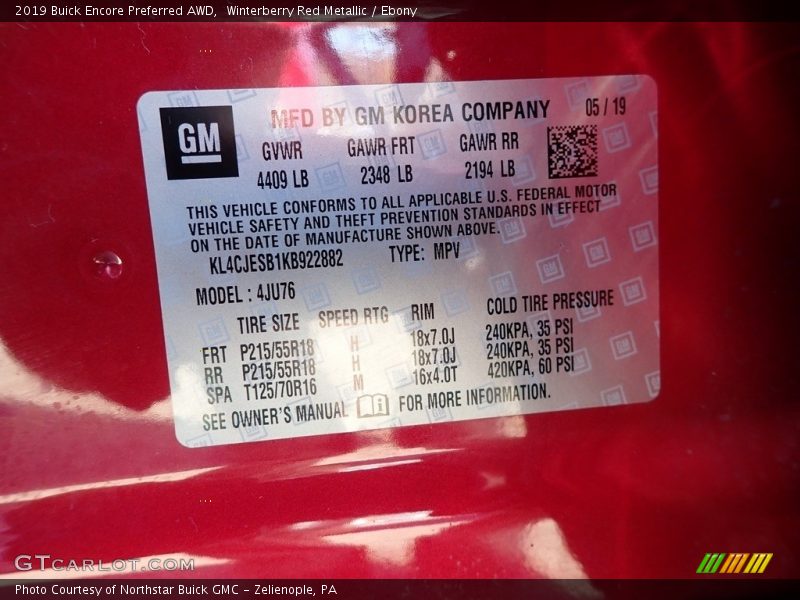 2019 Buick Encore Preferred AWD,  Winterberry Red Metallic / Ebony
MFD BY GM KOREA COMPANY 05 / 19
GM
GVWR GAWR FRT GAWR RR
4409 LB 2348 LB 2194 LB
THIS VEHICLE CONFORMS TO ALL APPLICABLE U.S. FEDERAL MOTOR
VEHICLE SAFETY AND THEFT PREVENTION STANDARDS IN EFFECT
ON THE DATE OF MANUFACTURE SHOWN ABOVE.
KL4CJESB1KB922882 TYPE: MPV
MODEL : 4JU76
TIRE SIZE SPEED RTG RIM COLD TIRE PRESSURE
FRT P215/55R18 H 18x7.0J 240KPA, 35 PSI
RR P215/55R18 H 18x7.0J 240KPA, 35 PSI
SPA T125/70R16 M 16x4.0T 420KPA, 60 PSI
SEE OWNER'S MANUAL FOR MORE INFORMATION.
GTCARLOT.COM
Photo Courtesy of Northstar Buick GMC - Zelienople, PA